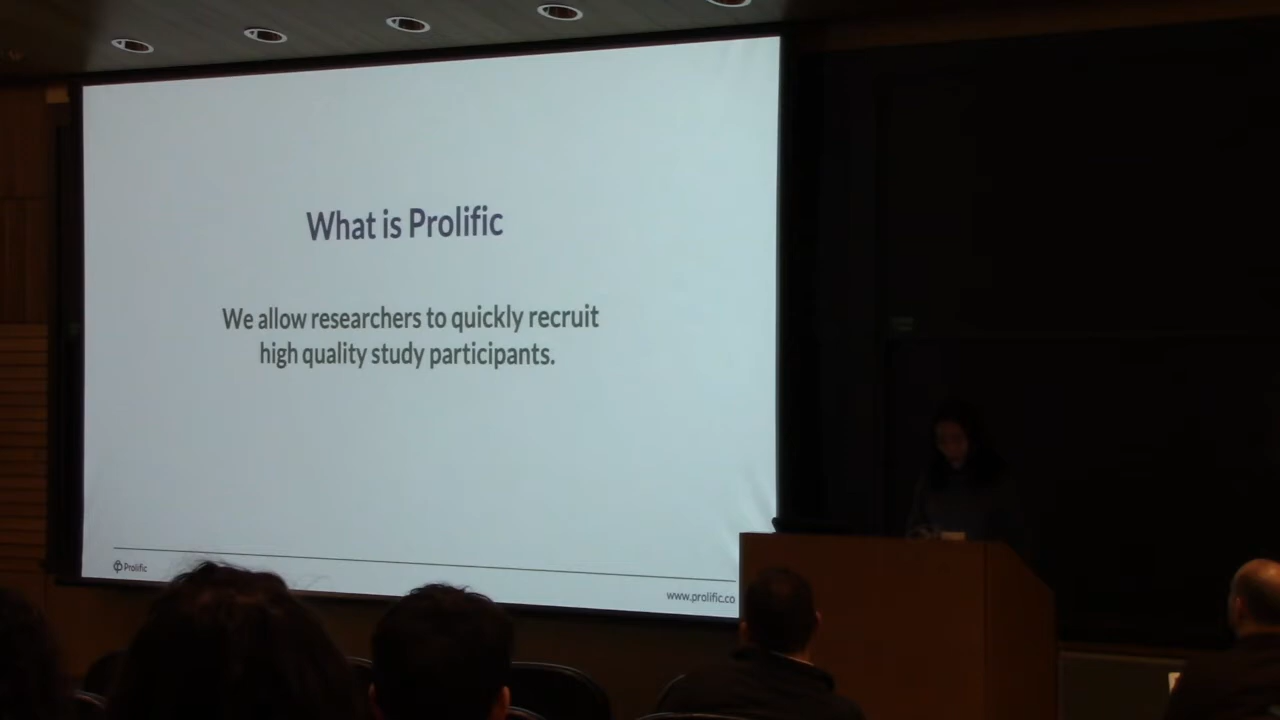 What is Prolific
We allow researchers to quickly recruit
high quality study participants.
Prolific
www.prolific.co